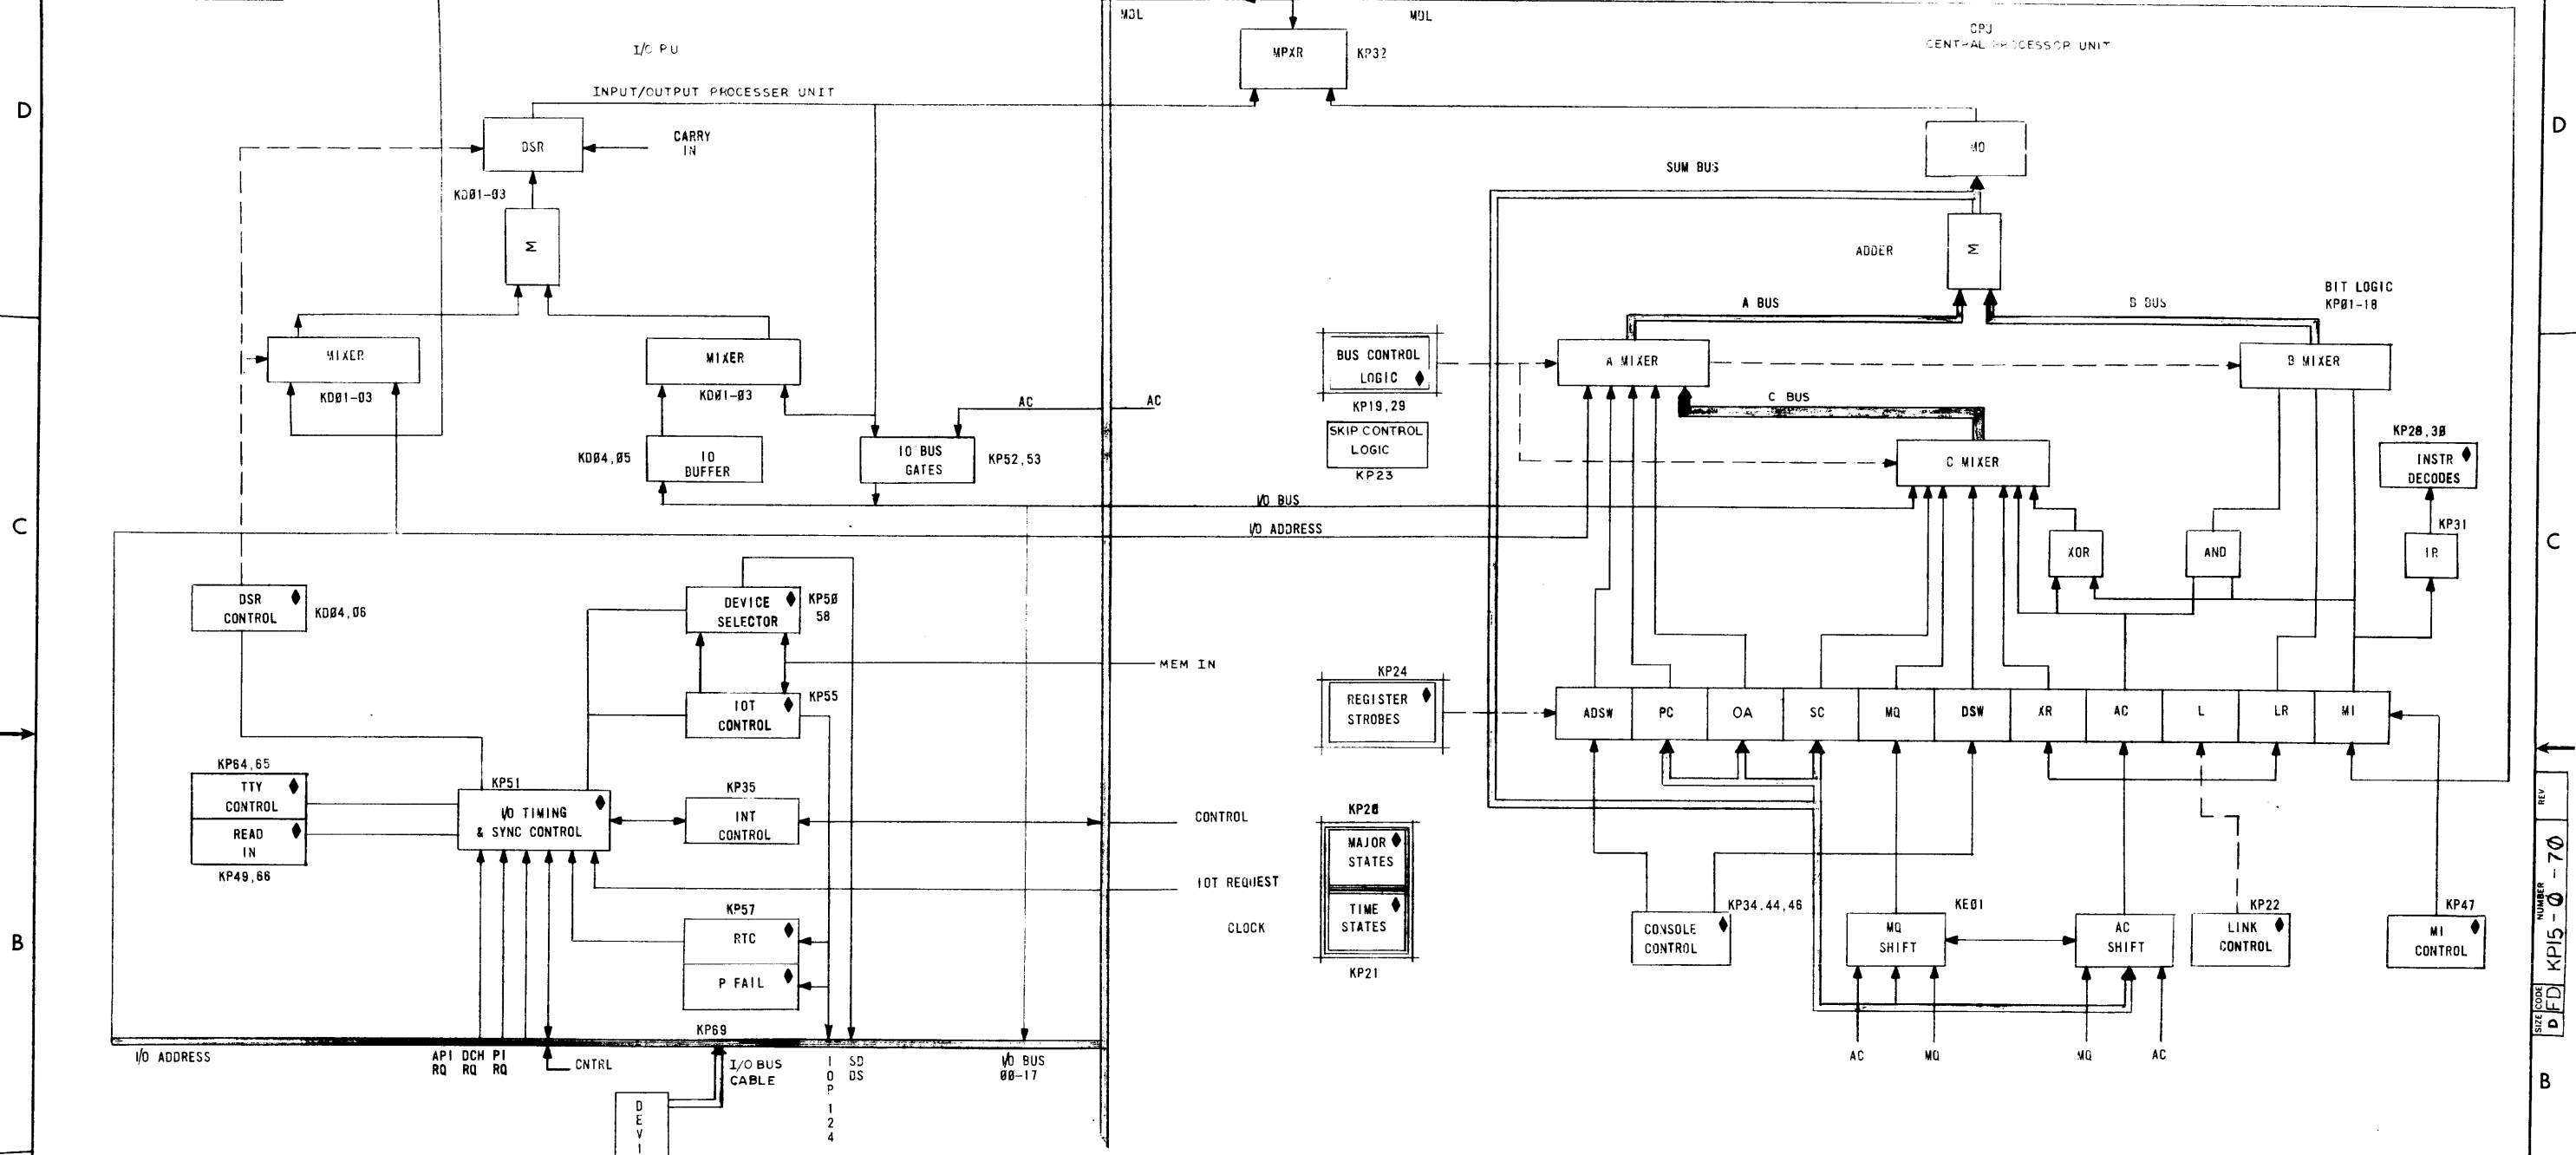 MDL
MDL
I/O PU
CPU
CENTRAL PROCESSOR UNIT
MPXR
KP32
D
INPUT/OUTPUT PROCESSER UNIT
D
DSR
CARRY
IN
MO
SUM BUS
KD01-03
Σ
ADDER
Σ
BIT LOGIC
KP01-18
A BUS
B BUS
MIXER
KD01-03
MIXER
KD01-03
BUS CONTROL
LOGIC
KP19,29
A MIXER
B MIXER
AC
AC
C BUS
SKIP CONTROL
LOGIC
KP23
KP28,30
INSTR
DECODES
KD04,05
IO
BUFFER
IO BUS
GATES
KP52,53
C MIXER
I/O BUS
C
I/O ADDRESS
KP31
C
XOR
AND
IR
DSR
CONTROL
KD04,06
DEVICE
SELECTOR
KP50
58
MEM IN
IOT
CONTROL
KP55
KP24
REGISTER
STROBES
ADSW
PC
OA
SC
MQ
DSW
XR
AC
L
LR
MI
KP64,65
TTY
CONTROL
READ
IN
KP49,66
KP51
I/O TIMING
& SYNC CONTROL
KP35
INT
CONTROL
CONTROL
KP20
MAJOR
STATES
TIME
STATES
KP21
IOT REQUEST
CLOCK
KP57
RTC
P FAIL
KP34.44,46
CONSOLE
CONTROL
KE01
MQ
SHIFT
AC
SHIFT
KP22
LINK
CONTROL
KP47
MI
CONTROL
B
KP69
I/O ADDRESS
API
RQ
DCH
RQ
PI
RQ
CNTRL
I/O BUS
CABLE
I
O
P
1
2
4
SD
DS
I/O BUS
00-17
AC
MQ
MQ
AC
B
D
E
V
I
REV
NUMBER
KP15-0-70
SIZE
CODE
D
FD